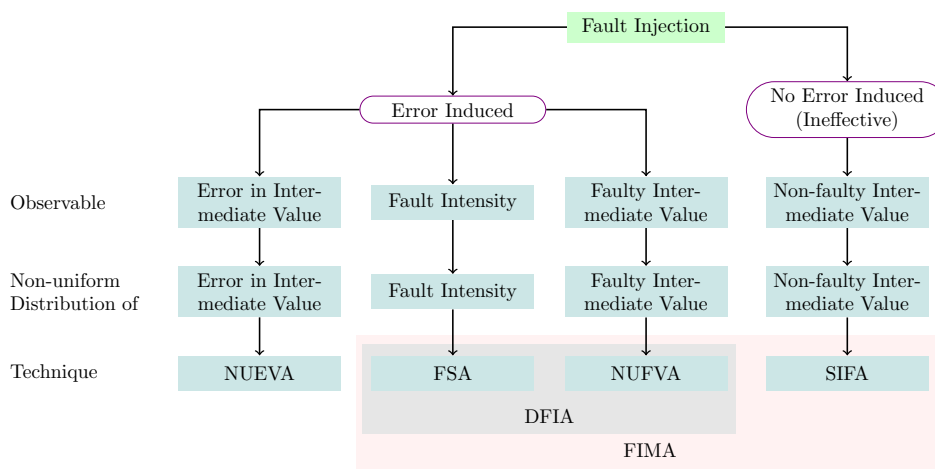 Fault Injection
Error Induced
No Error Induced
(Ineffective)
Observable
Error in Inter-
mediate Value
Fault Intensity
Faulty Inter-
mediate Value
Non-faulty Inter-
mediate Value
Non-uniform
Distribution of
Error in Inter-
mediate Value
Fault Intensity
Faulty Inter-
mediate Value
Non-faulty Inter-
mediate Value
Technique
NUEVA
FSA
NUFVA
SIFA
DFIA
FIMA